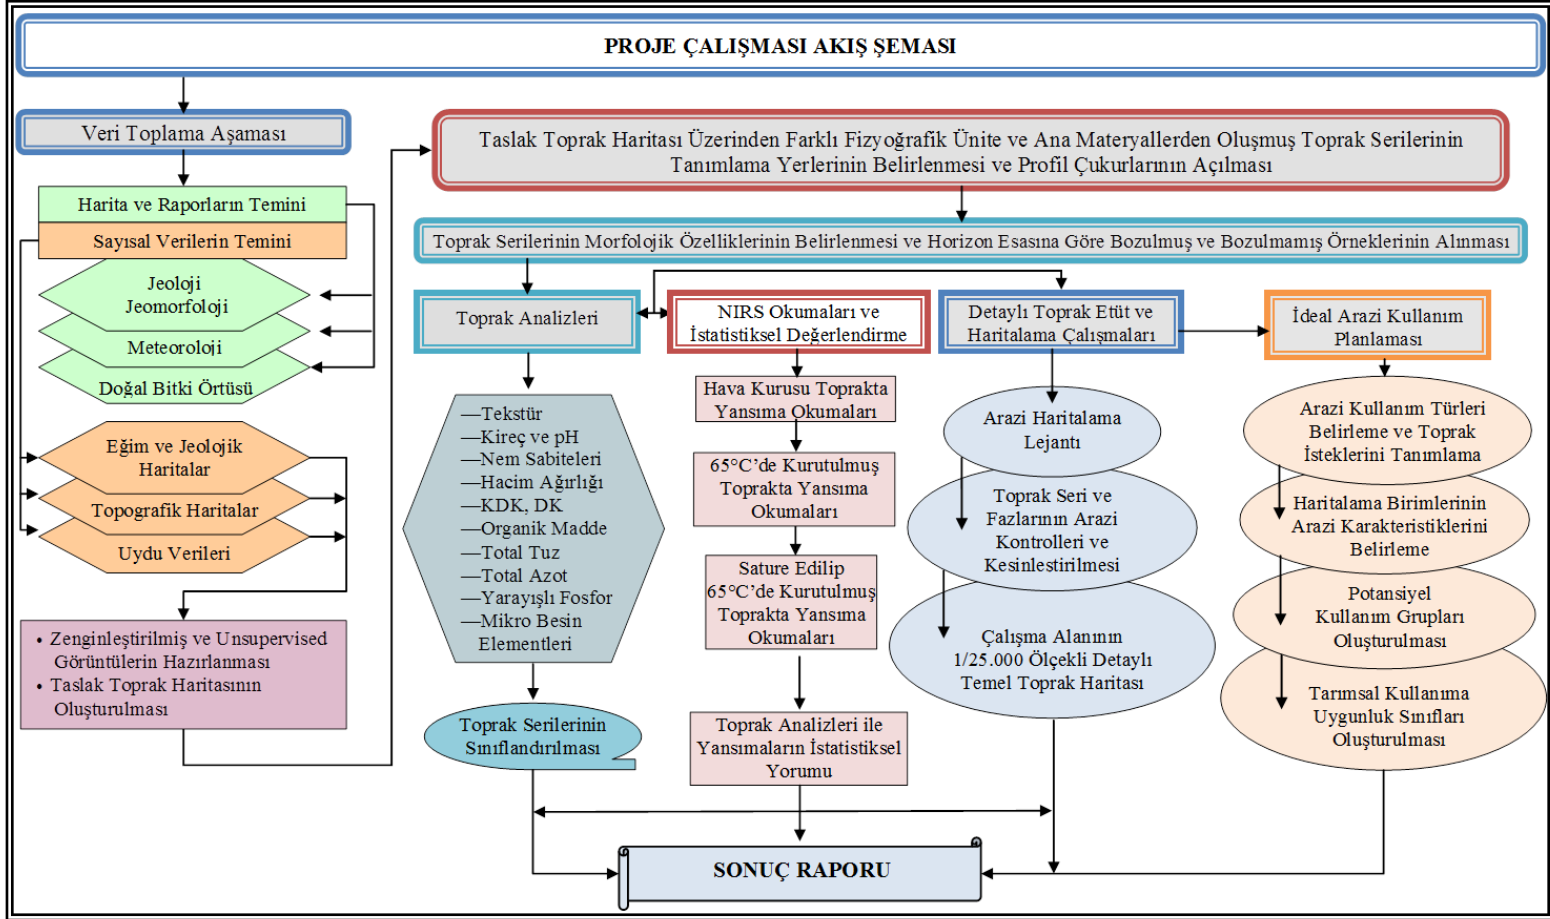 PROJE ÇALIŞMASI AKIŞ ŞEMASI
Veri Toplama Aşaması
Harita ve Raporların Temini
Sayısal Verilerin Temini
Jeoloji
Jeomorfoloji
Meteoroloji
Doğal Bitki Örtüsü
Eğim ve Jeolojik
Haritalar
Topografik Haritalar
Uydu Verileri
• Zenginleştirilmiş ve Unsupervised
Görüntülerin Hazırlanması
• Taslak Toprak Haritasının
Oluşturulması
Taslak Toprak Haritası Üzerinden Farklı Fizyoğrafik Ünite ve Ana Materyallerden Oluşmuş Toprak Serilerinin
Tanımlama Yerlerinin Belirlenmesi ve Profil Çukurlarının Açılması
Toprak Serilerinin Morfolojik Özelliklerinin Belirlenmesi ve Horizon Esasına Göre Bozulmuş ve Bozulmamış Örneklerinin Alınması
Toprak Analizleri
—Tekstür
—Kireç ve pH
—Nem Sabiteleri
—Hacim Ağırlığı
—KDK, DK
—Organik Madde
—Total Tuz
—Total Azot
—Yarayışlı Fosfor
—Mikro Besin
Elementleri
Toprak Serilerinin
Sınıflandırılması
NIRS Okumaları ve
İstatistiksel Değerlendirme
Hava Kurusu Toprakta
Yansıma Okumaları
65°C’de Kurutulmuş
Toprakta Yansıma
Okumaları
Sature Edilip
65°C’de Kurutulmuş
Toprakta Yansıma
Okumaları
Toprak Analizleri ile
Yansımaların İstatistiksel
Yorumu
Detaylı Toprak Etüt ve
Haritalama Çalışmaları
Arazi Haritalama
Lejantı
Toprak Seri ve
Fazlarının Arazi
Kontrolleri ve
Kesinlestirilmesi
Çalışma Alanının
1/25.000 Ölçekli Detaylı
Temel Toprak Haritası
İdeal Arazi Kullanım
Planlaması
Arazi Kullanım Türleri
Belirleme ve Toprak
İsteklerini Tanımlama
Haritalama Birimlerinin
Arazi Karakteristiklerini
Belirleme
Potansiyel
Kullanım Grupları
Oluşturulması
Tarımsal Kullanıma
Uygunluk Sınıfları
Oluşturulması
SONUÇ RAPORU